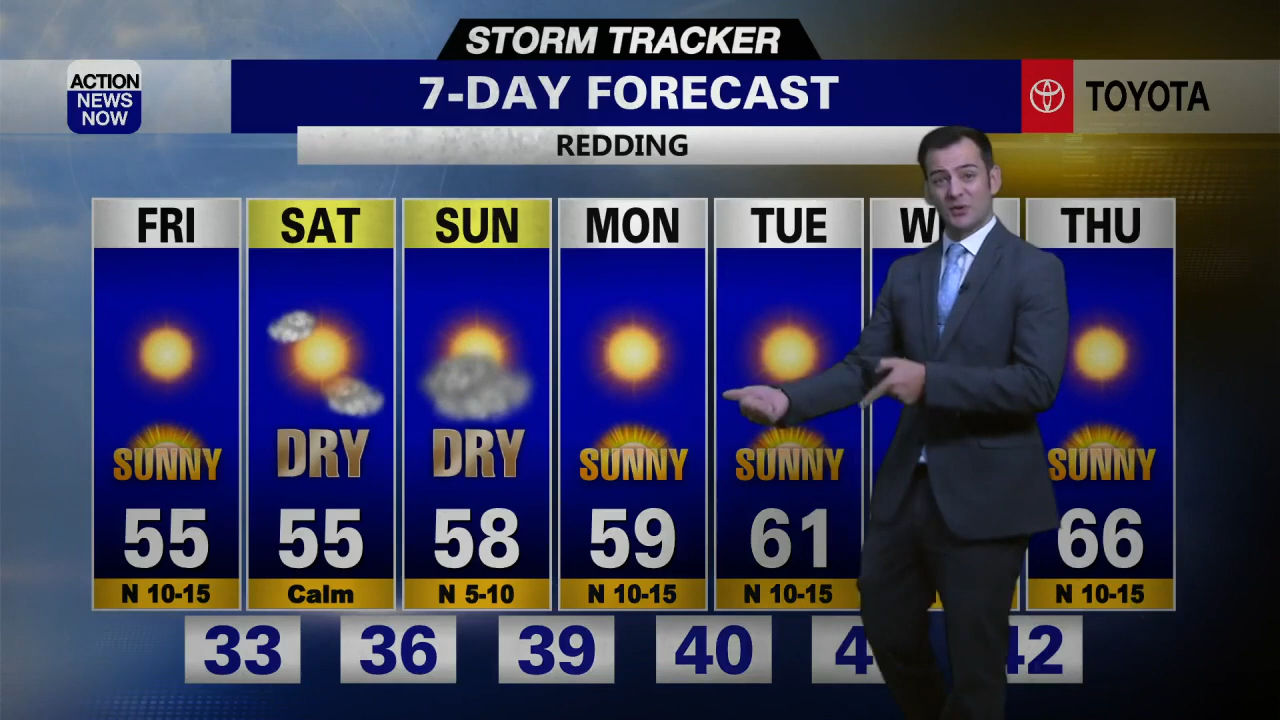 STORM TRACKER
7-DAY FORECAST
ACTION
NEWS
NOW
TOYOTA
REDDING
FRI SAT SUN MON TUE W THU
SUNNY DRY DRY SUNNY SUNNY SUNNY
55 55 58 59 61 66
N 10-15 Calm N 5-10 N 10-15 N 10-15 N 10-15
33 36 39 40 4 42